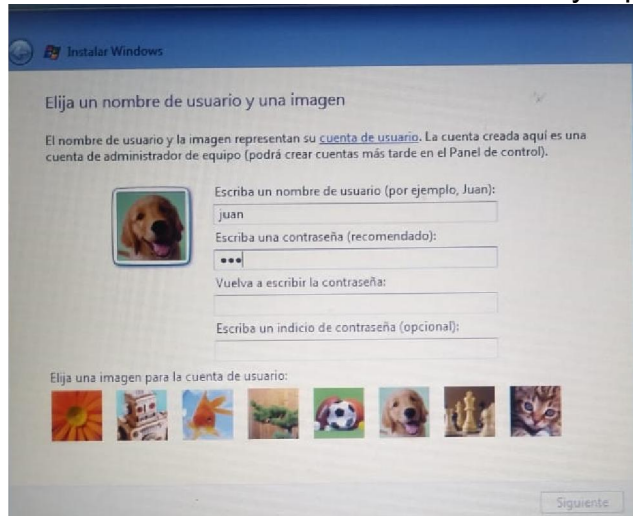 Instalar Windows
Elija un nombre de usuario y una imagen
El nombre de usuario y la imagen representan su cuenta de usuario. La cuenta creada aquí es una
cuenta de administrador de equipo (podrá crear cuentas más tarde en el Panel de control).
Escriba un nombre de usuario (por ejemplo, Juan):
juan
Escriba una contraseña (recomendado):
•••
Vuelva a escribir la contraseña:
Escriba un indicio de contraseña (opcional):
Elija una imagen para la cuenta de usuario:
Siguiente